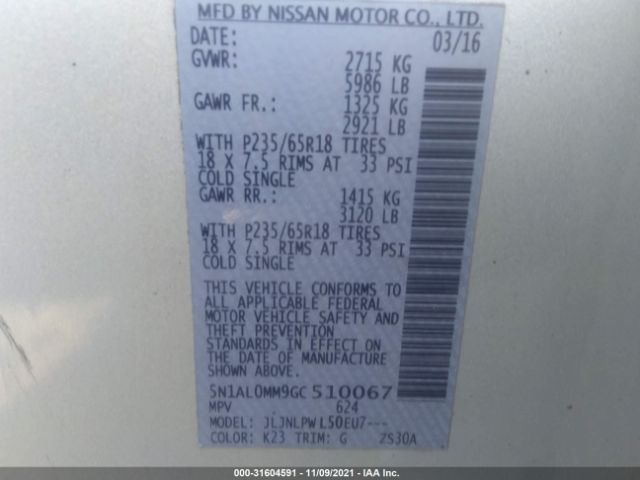 MFD BY NISSAN MOTOR CO., LTD.
DATE: 03/16
GVWR: 2715 KG
5986 LB
GAWR FR.: 1325 KG
2921 LB
WITH P235/65R18 TIRES
18 X 7.5 RIMS AT 33 PSI
COLD SINGLE
GAWR RR.: 1415 KG
3120 LB
WITH P235/65R18 TIRES
18 X 7.5 RIMS AT 33 PSI
COLD SINGLE
THIS VEHICLE CONFORMS TO
ALL APPLICABLE FEDERAL
MOTOR VEHICLE SAFETY AND
THEFT PREVENTION
STANDARDS IN EFFECT ON
THE DATE OF MANUFACTURE
SHOWN ABOVE.
5N1AL0MM9GC510067
MPV 624
MODEL: JLJNLPWL50EU7---
COLOR: K23 TRIM: G ZS30A
000-31604591 - 11/09/2021 - IAA Inc.